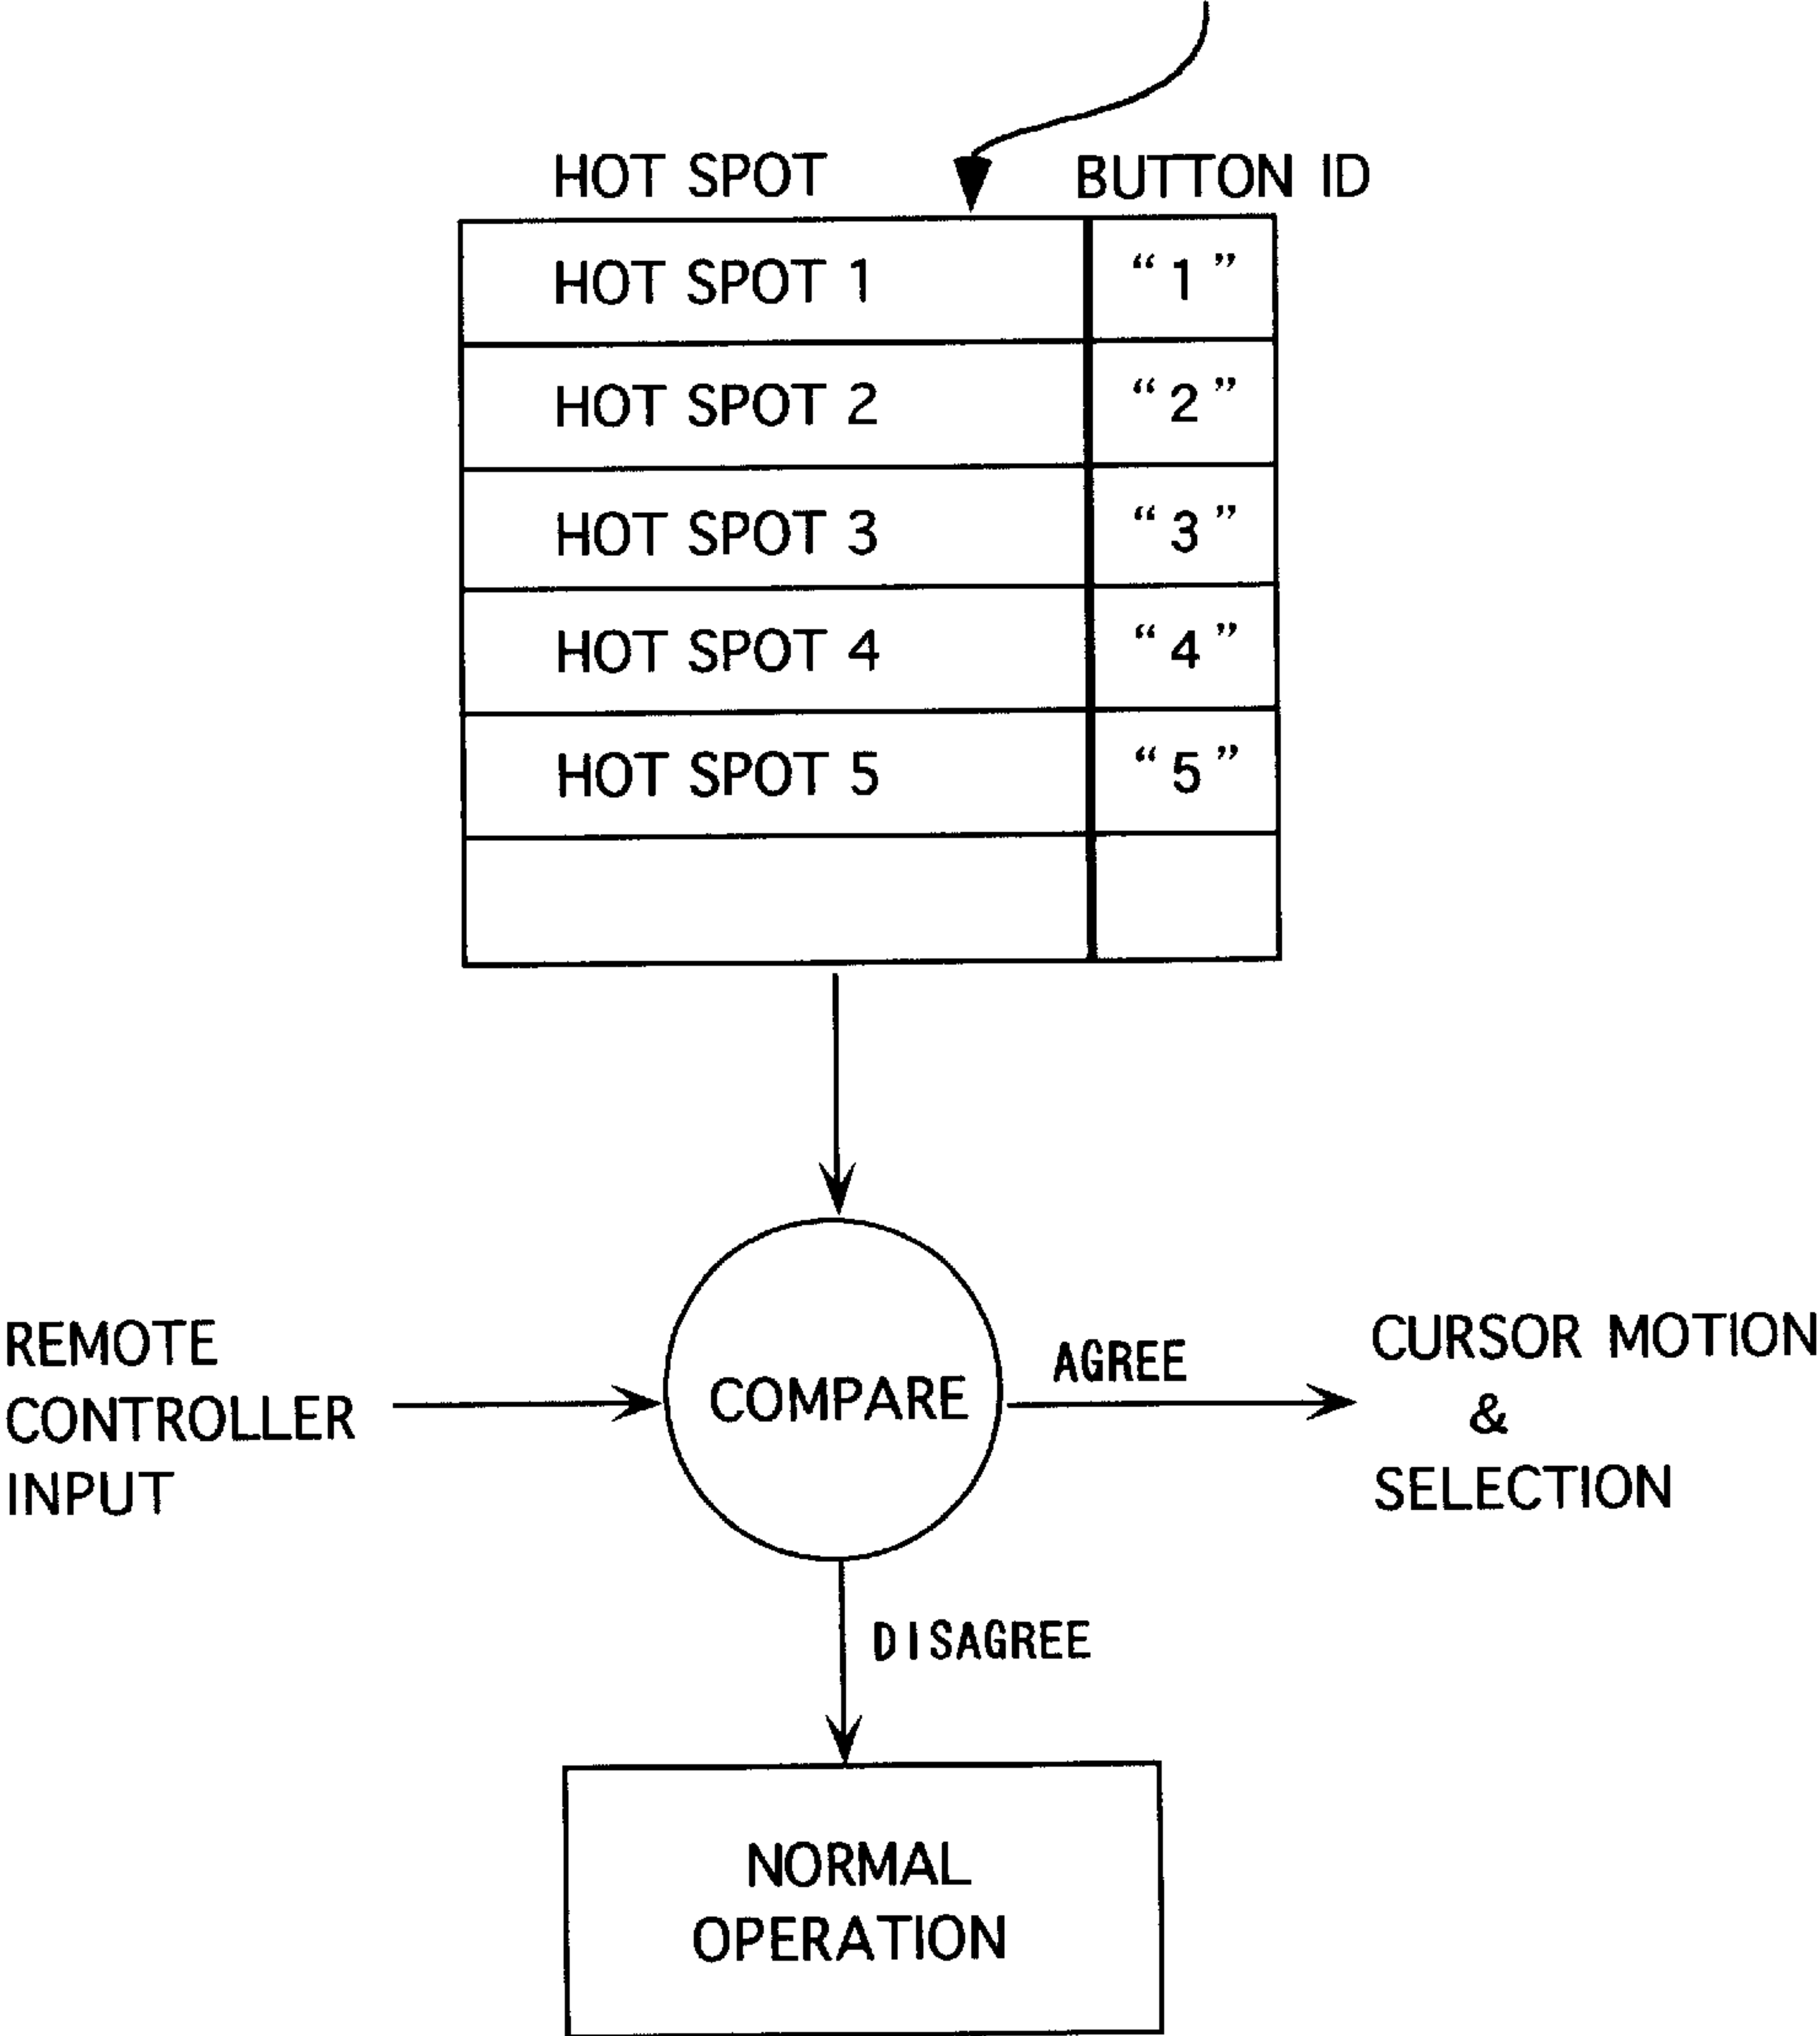 HOT SPOT BUTTON ID
HOT SPOT 1 “1”
HOT SPOT 2 “2”
HOT SPOT 3 “3”
HOT SPOT 4 “4”
HOT SPOT 5 “5”
REMOTE
CONTROLLER
INPUT
COMPARE
AGREE
CURSOR MOTION
&
SELECTION
DISAGREE
NORMAL
OPERATION